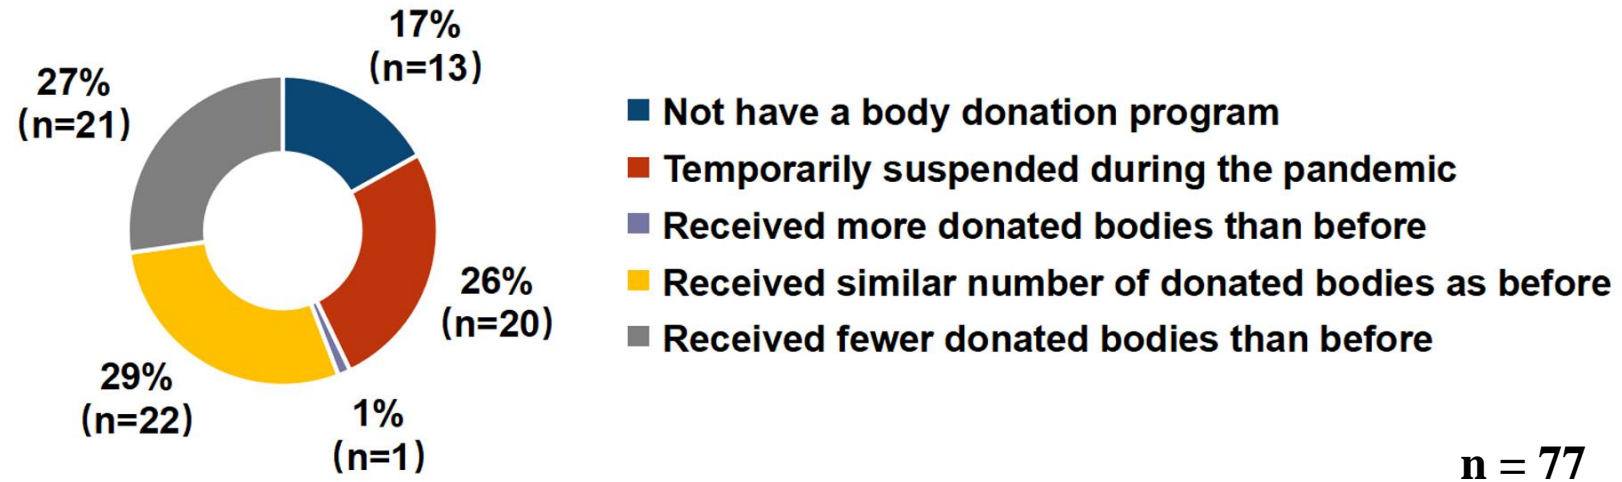 17%
(n=13)
27%
(n=21)
26%
(n=20)
29%
(n=22)
1%
(n=1)
Not have a body donation program
Temporarily suspended during the pandemic
Received more donated bodies than before
Received similar number of donated bodies as before
Received fewer donated bodies than before
n = 77